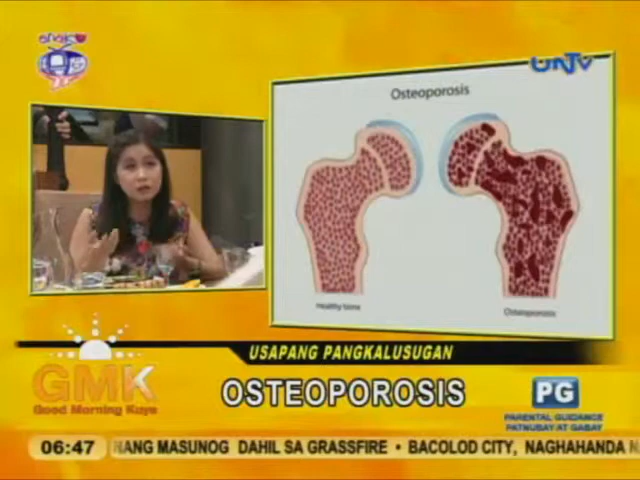 UNTV
Osteoporosis
Healthy bone
Osteoporosis
USAPANG PANGKALUSUGAN
GMK
Good Morning Kuya
OSTEOPOROSIS
PG
PARENTAL GUIDANCE
PATNUBAY AT GABAY
06:47
NANG MASUNOG DAHIL SA GRASSFIRE • BACOLOD CITY, NAGHAHANDA